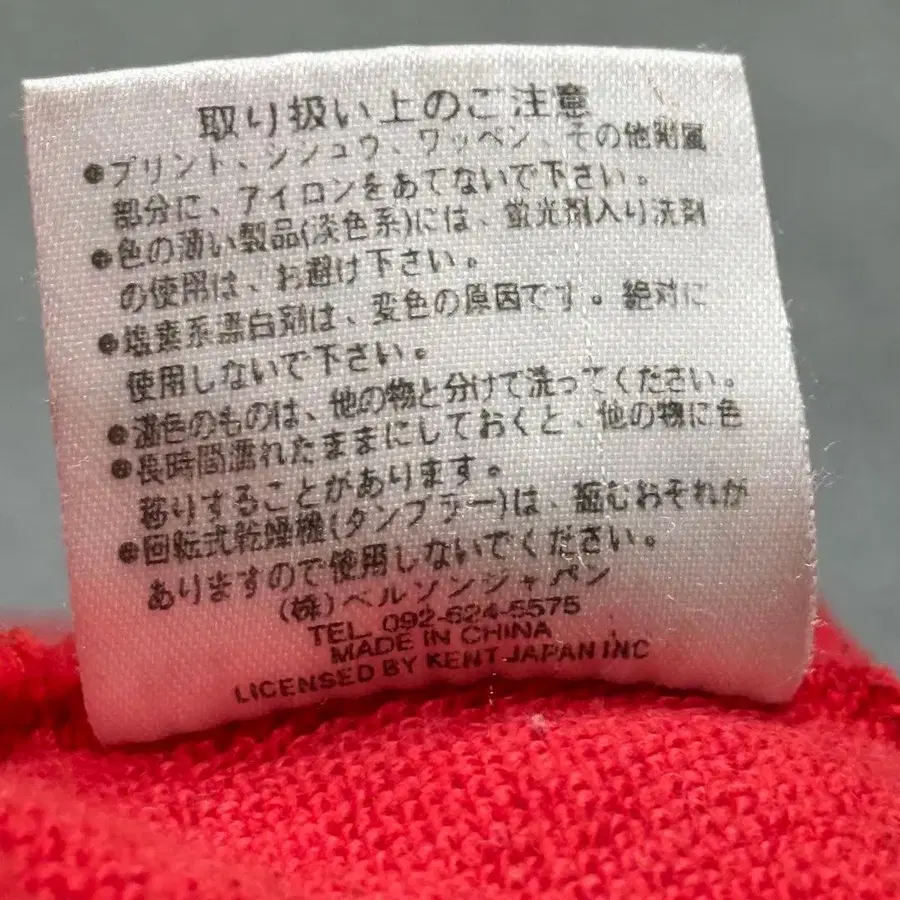 取り扱い上のご注意
●プリント、シシュウ、ワッペン、その他附属
部分に、アイロンをあてないで下さい。
●色の薄い製品(淡色系)には、蛍光剤入り洗剤
の使用は、お避け下さい。
●塩素系漂白剤は、変色の原因です。絶対に
使用しないで下さい。
●濃色のものは、他の物と分けて洗ってください。
●長時間濡れたままにしておくと、他の物に色
移りすることがあります。
●回転式乾燥機(タンブラー)は、縮むおそれが
ありますので使用しないでください。
(株)ベルソンジャパン
TEL. 092-624-5575
MADE IN CHINA
LICENSED BY KENT JAPAN INC